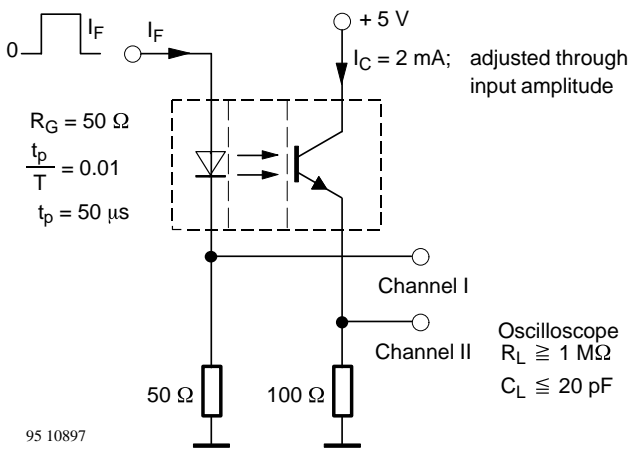 0
I_F
I_F
+ 5 V
I_C = 2 mA; adjusted through
input amplitude
R_G = 50 Ω
t_p
T
= 0.01
t_p = 50 μs
Channel I
Channel II
Oscilloscope
R_L ≧ 1 MΩ
C_L ≦ 20 pF
50 Ω
100 Ω
95 10897